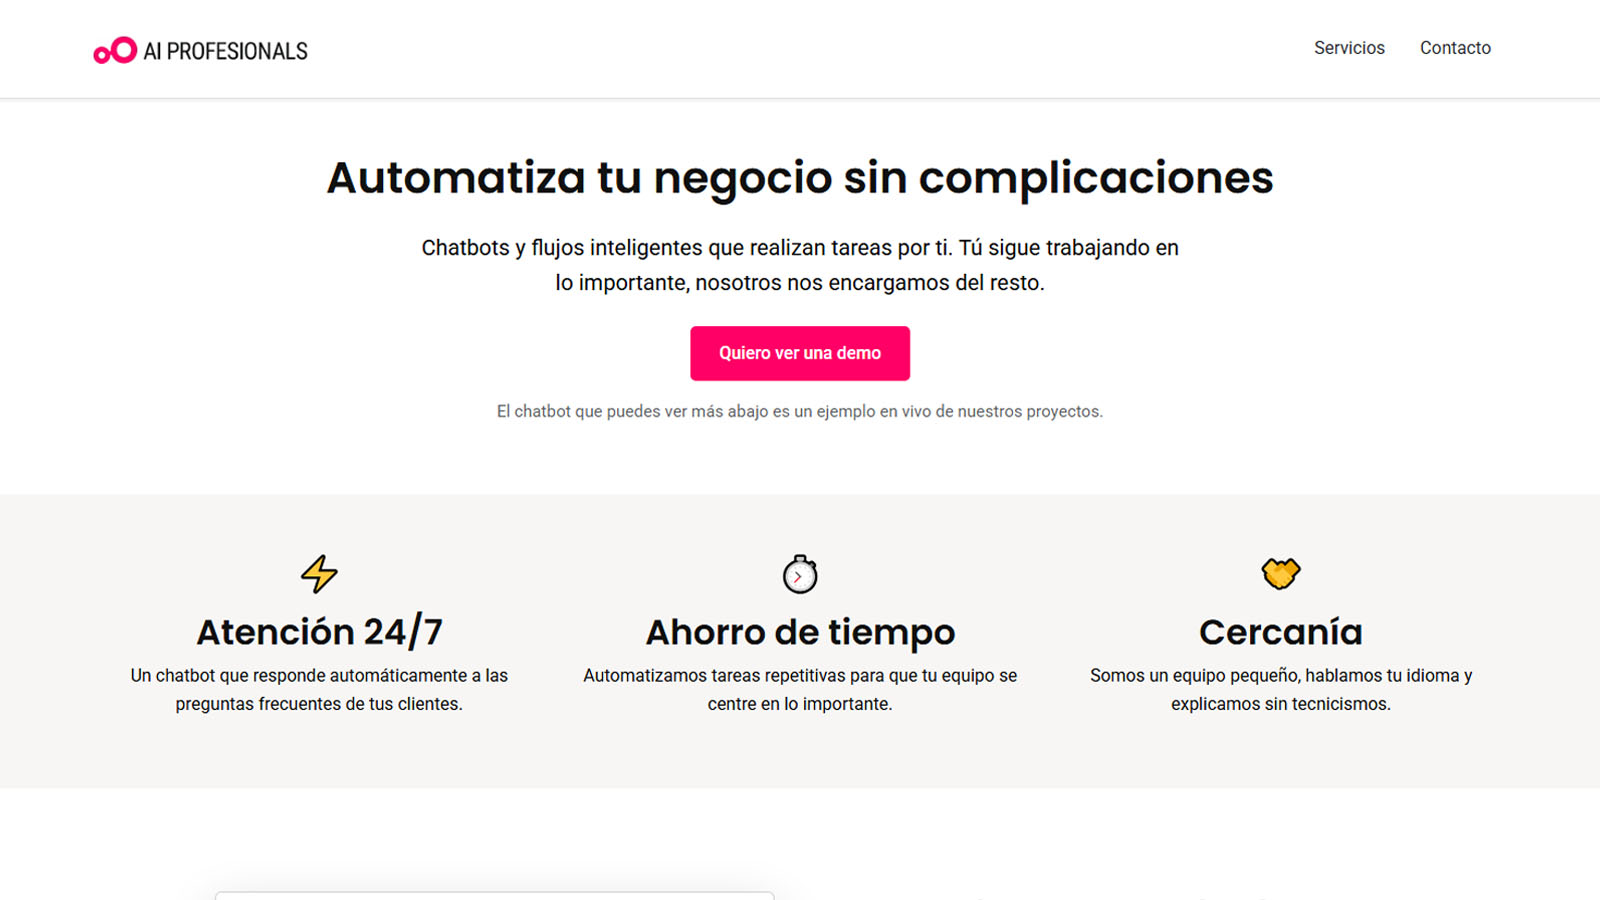 AI PROFESIONALS
Servicios
Contacto
Automatiza tu negocio sin complicaciones
Chatbots y flujos inteligentes que realizan tareas por ti. Tú sigue trabajando en
lo importante, nosotros nos encargamos del resto.
Quiero ver una demo
El chatbot que puedes ver más abajo es un ejemplo en vivo de nuestros proyectos.
Atención 24/7
Un chatbot que responde automáticamente a las
preguntas frecuentes de tus clientes.
Ahorro de tiempo
Automatizamos tareas repetitivas para que tu equipo se
centre en lo importante.
Cercanía
Somos un equipo pequeño, hablamos tu idioma y
explicamos sin tecnicismos.